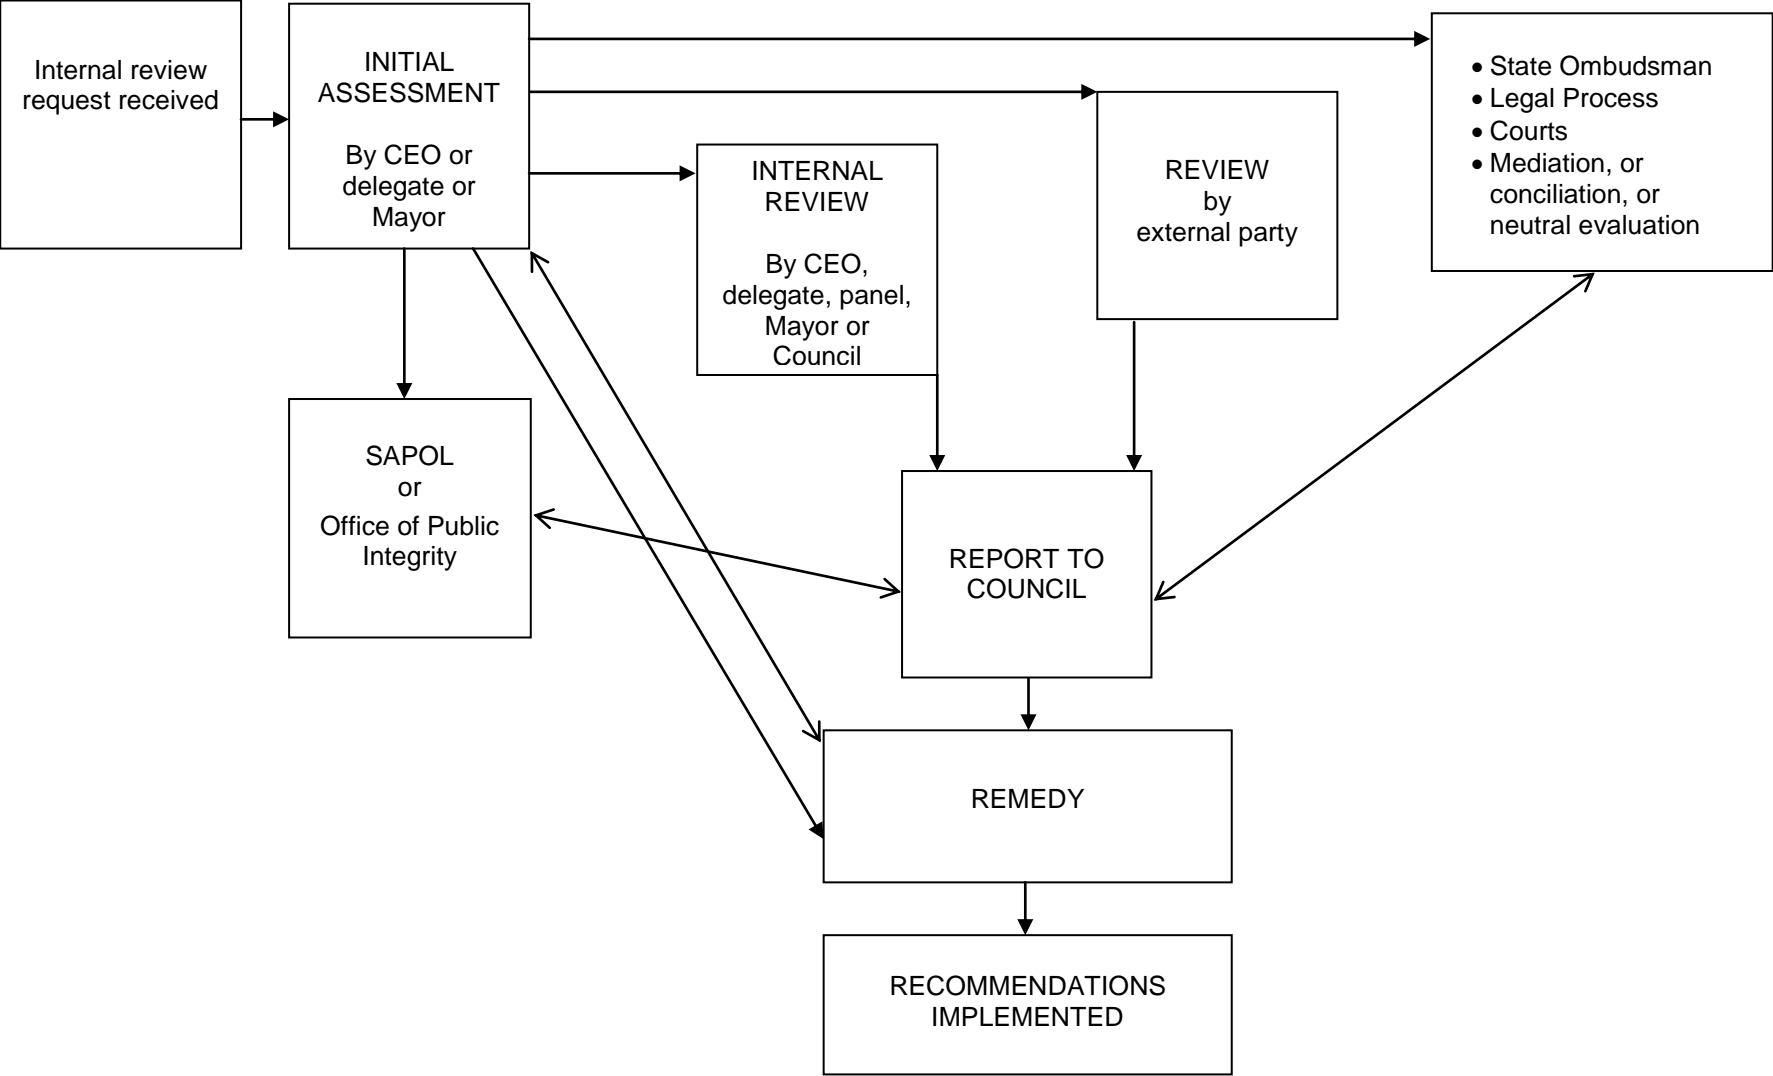 Internal review
request received
INITIAL
ASSESSMENT
By CEO or
delegate or
Mayor
INTERNAL
REVIEW
By CEO,
delegate, panel,
Mayor or
Council
REVIEW
by
external party
• State Ombudsman
• Legal Process
• Courts
• Mediation, or
conciliation, or
neutral evaluation
SAPOL
or
Office of Public
Integrity
REPORT TO
COUNCIL
REMEDY
RECOMMENDATIONS
IMPLEMENTED